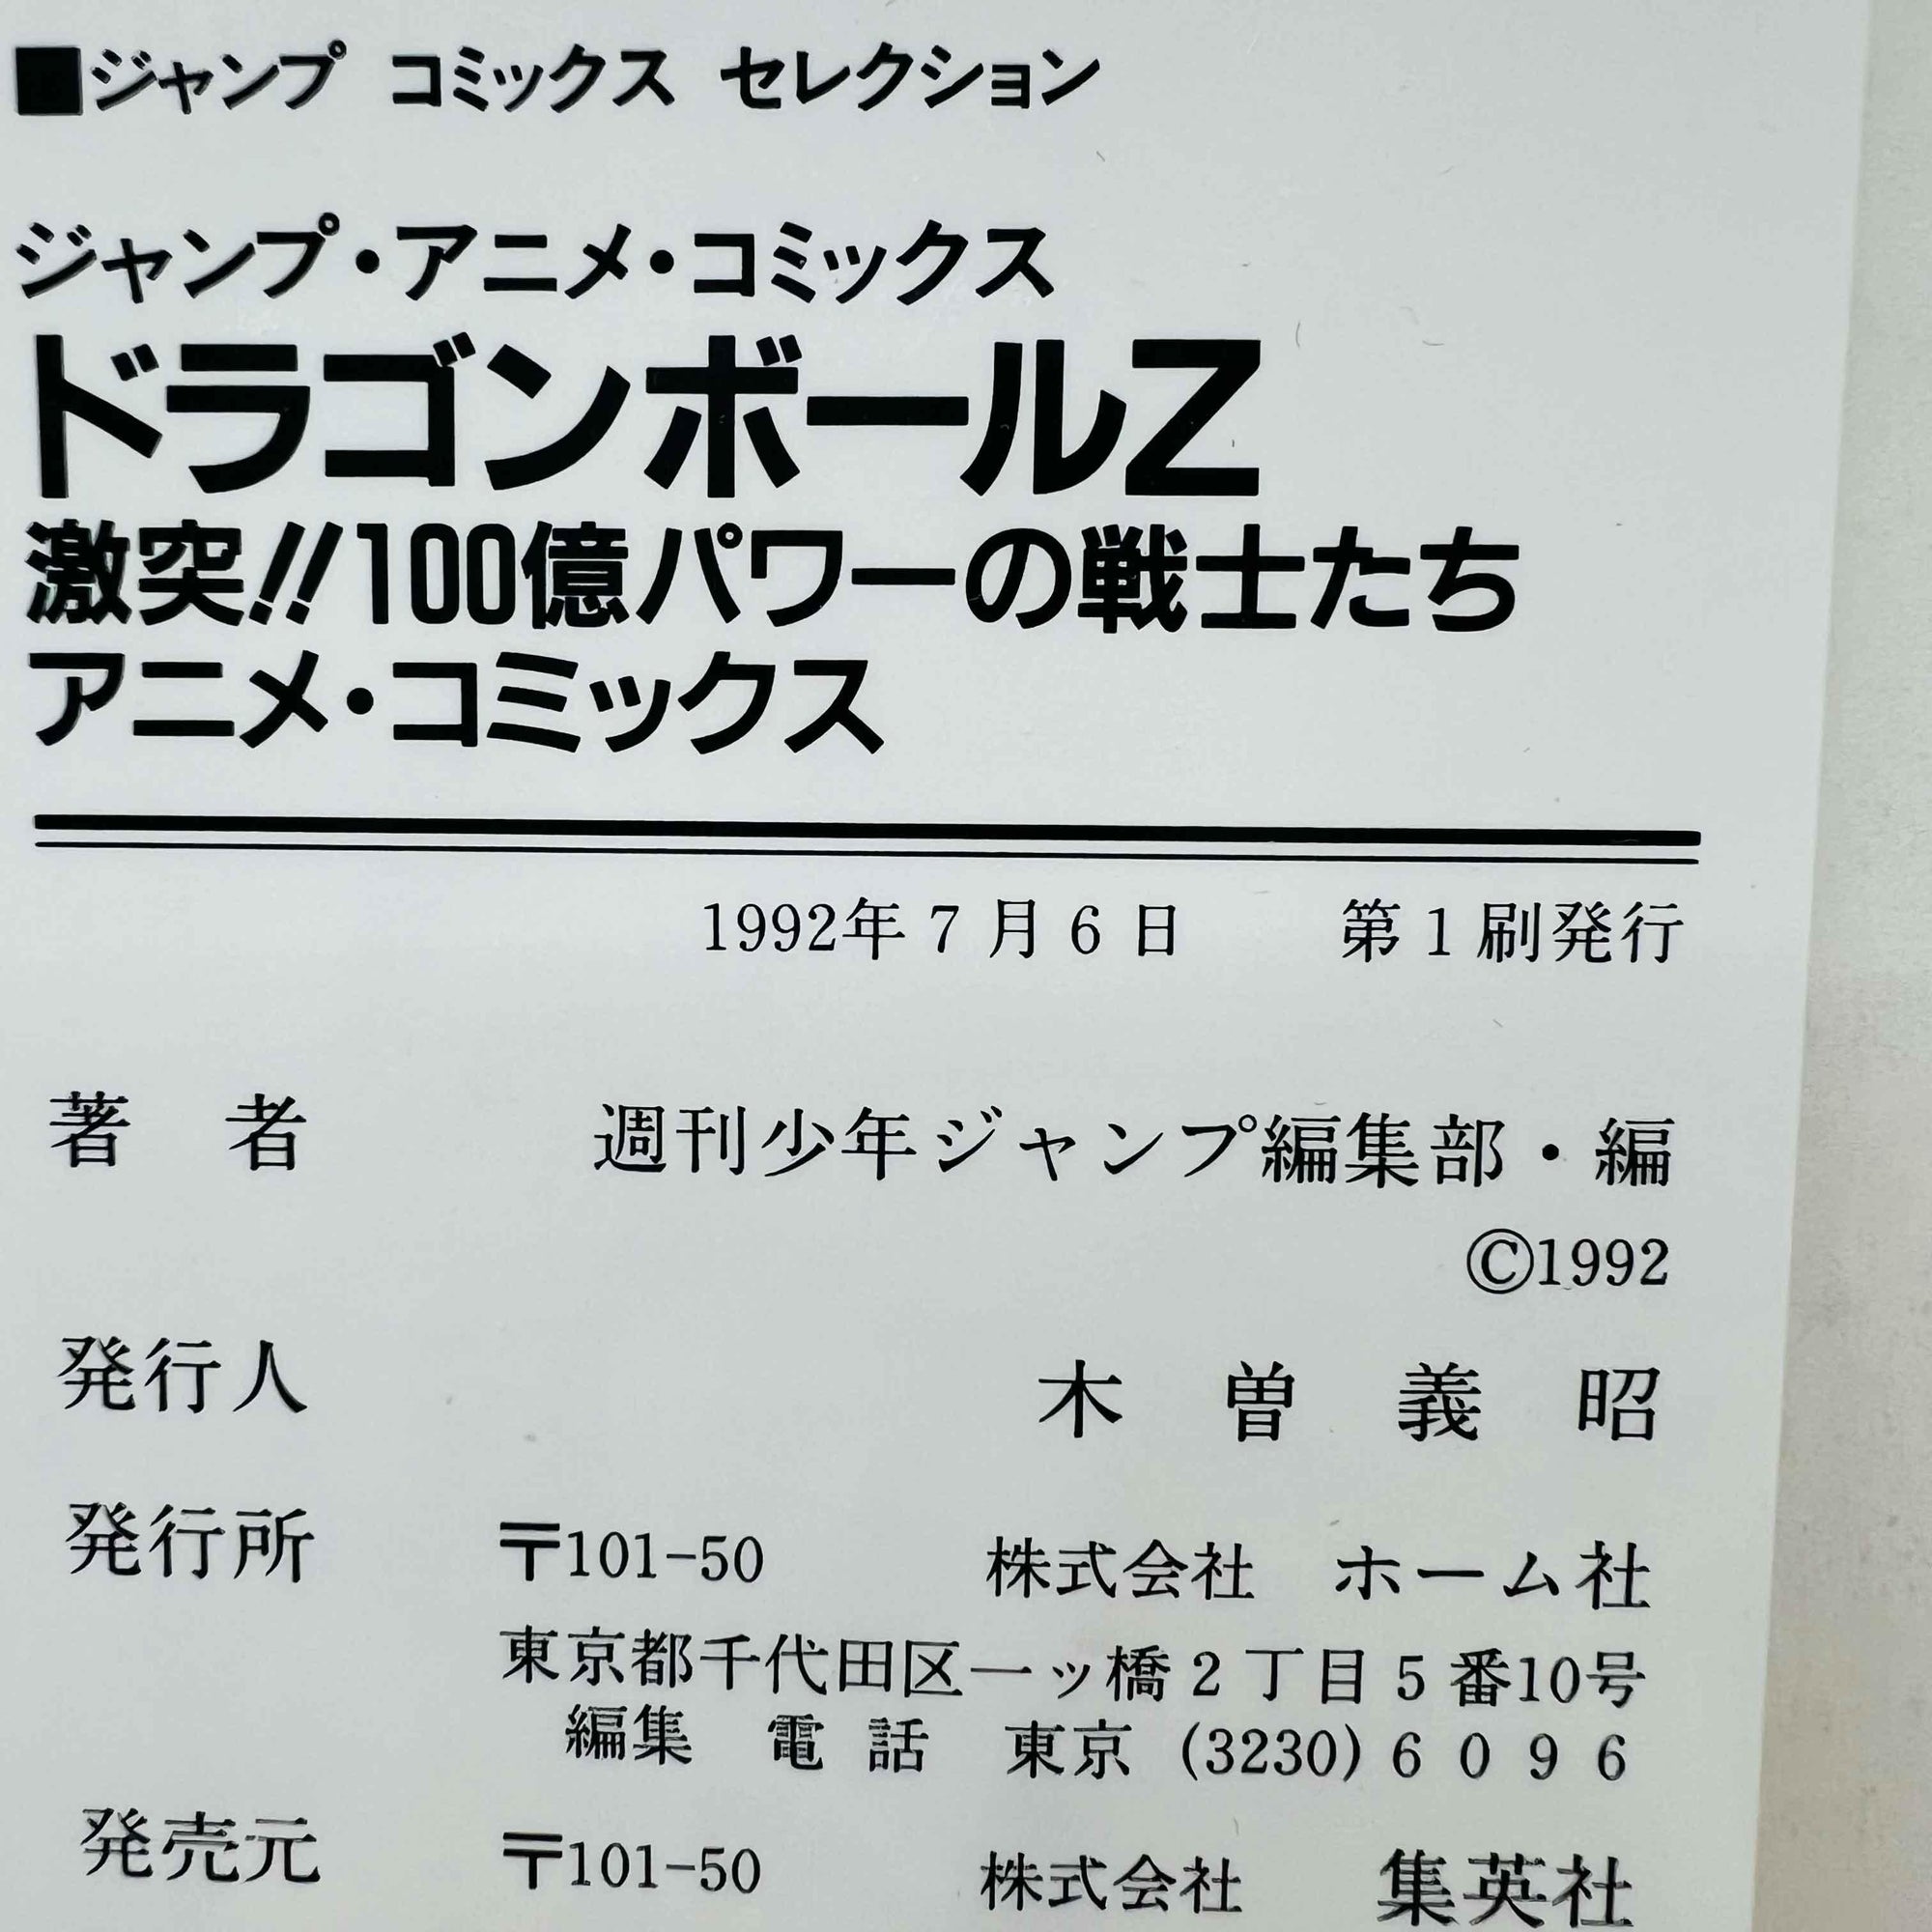 ■ジャンプ コミックス セレクション
ジャンプ・アニメ・コミックス
ドラゴンボールZ
激突!!100億パワーの戦士たち
アニメ・コミックス
1992年7月6日 第1刷発行
著者 週刊少年ジャンプ編集部・編
©1992
発行人 木曽義昭
発行所 〒101-50 株式会社 ホーム社
東京都千代田区一ッ橋2丁目5番10号
編集 電話 東京 (3230)6096
発売元 〒101-50 株式会社 集英社